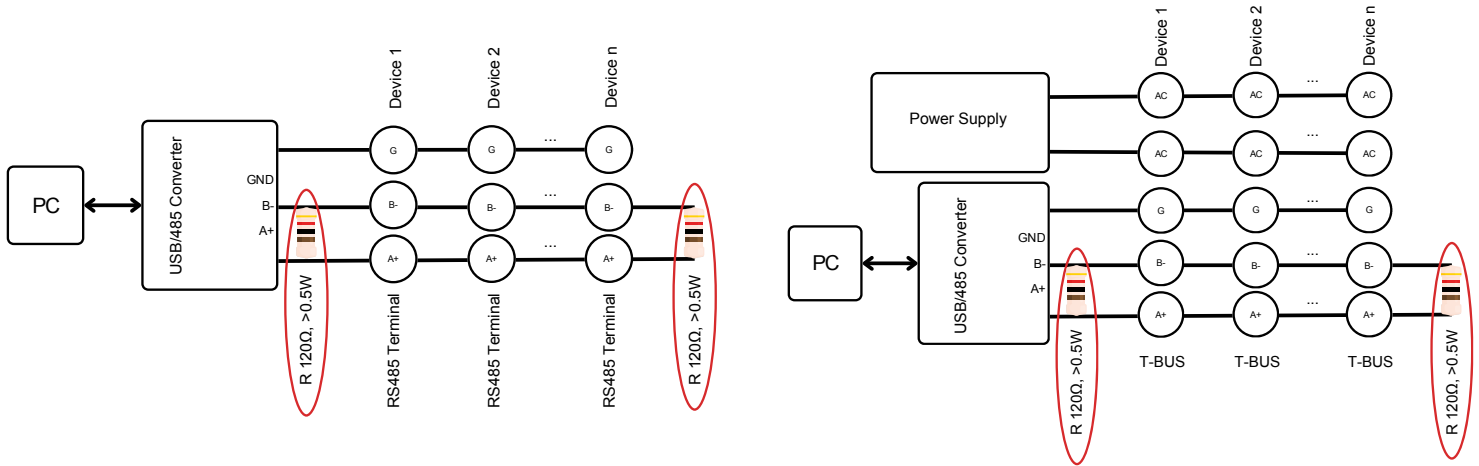 Device 1
Device 2
Device n
PC
USB/485 Converter
GND
B-
A+
G
G
...
G
B-
B-
...
B-
A+
A+
...
A+
R 120Ω, >0.5W
RS485 Terminal
RS485 Terminal
RS485 Terminal
R 120Ω, >0.5W
Device 1
Device 2
Device n
Power Supply
AC
AC
...
AC
AC
AC
...
AC
PC
USB/485 Converter
GND
B-
A+
G
G
...
G
B-
B-
...
B-
A+
A+
...
A+
R 120Ω, >0.5W
T-BUS
T-BUS
T-BUS
R 120Ω, >0.5W